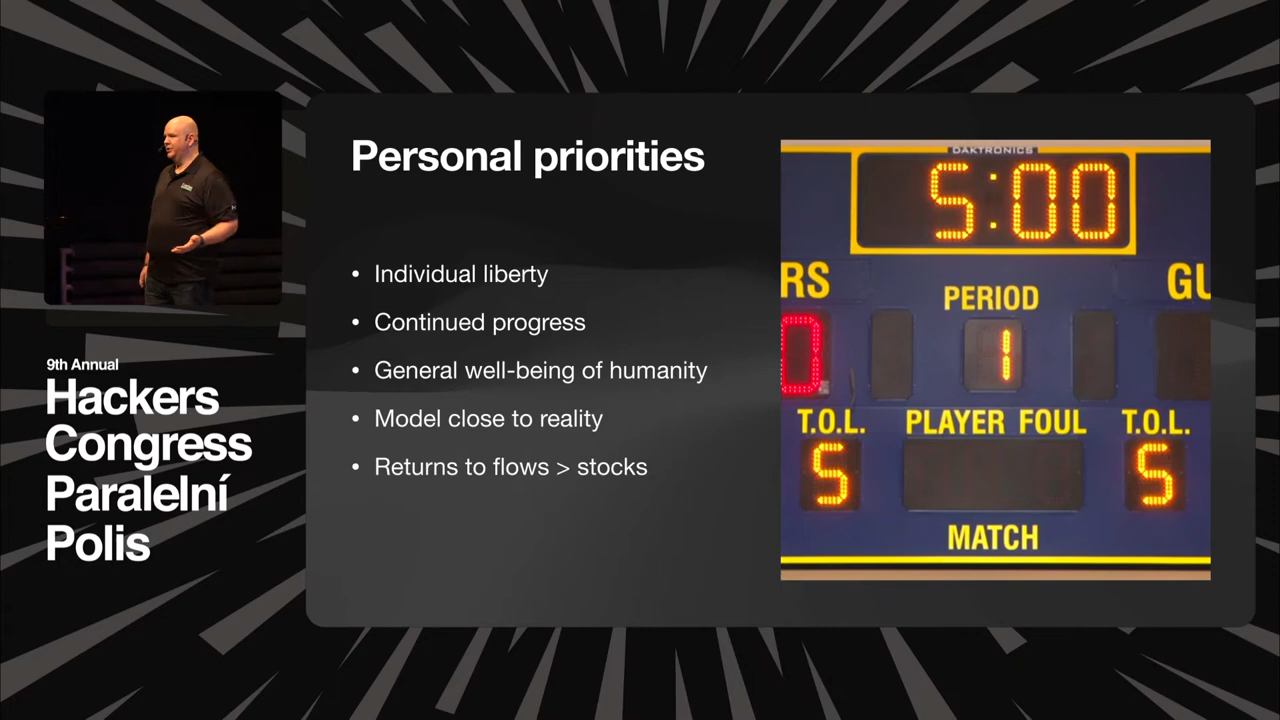 9th Annual
Hackers
Congress
Paralelní
Polis
Personal priorities
• Individual liberty
• Continued progress
• General well-being of humanity
• Model close to reality
• Returns to flows > stocks
DAKTRONICS
5:00
RS
PERIOD
GU
0
1
T.O.L.
PLAYER FOUL
T.O.L.
5
5
MATCH